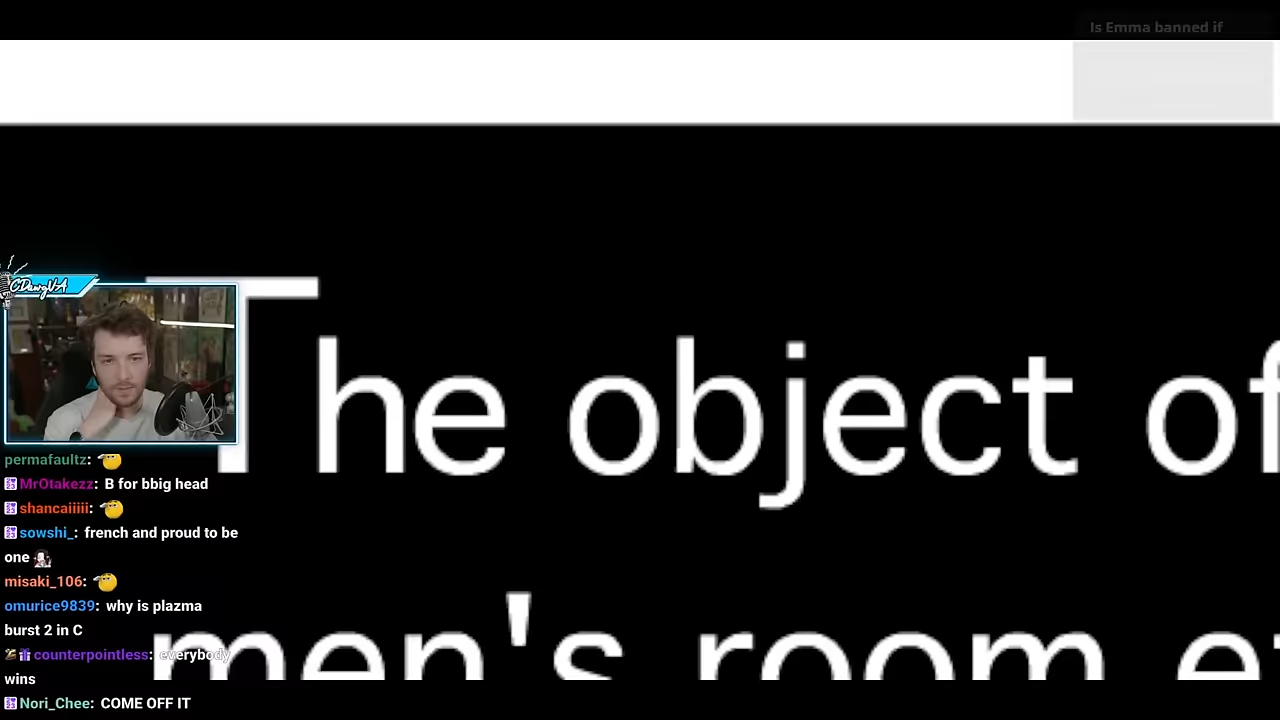 Is Emma banned if
The object of
men's room et
CDawgVA
permafaultz:
MrOtakezz: B for bbig head
shancaiiiii:
sowshi_: french and proud to be
one
misaki_106:
omurice9839: why is plazma
burst 2 in C
counterpointless: everybody
wins
Nori_Chee: COME OFF IT